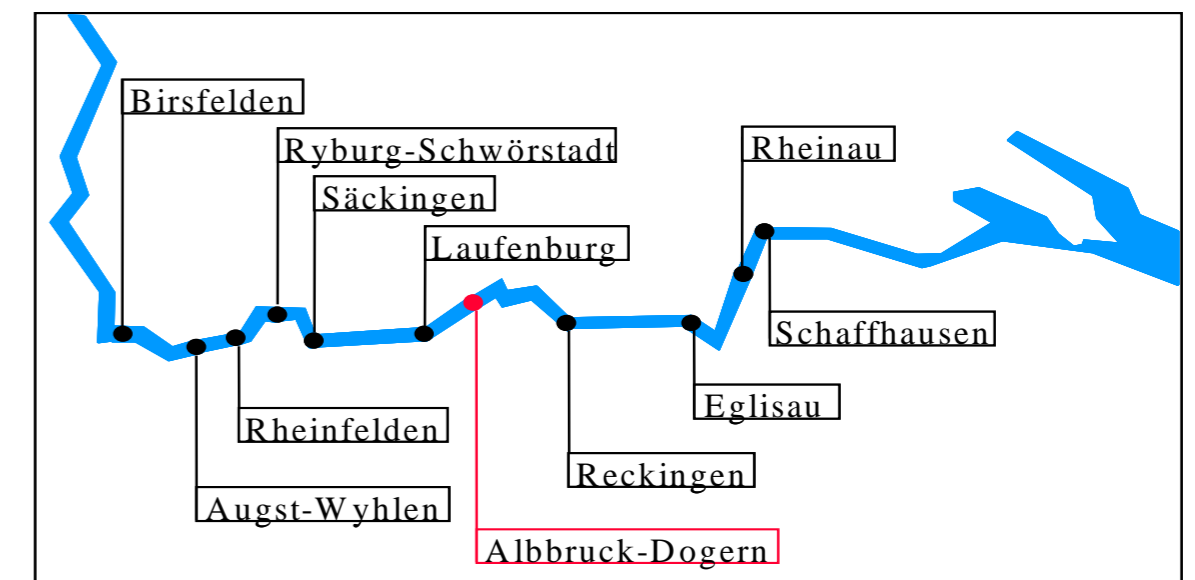 Birsfelden
Ryburg-Schwörstadt
Rheinau
Säckingen
Laufenburg
Schaffhausen
Eglisau
Rheinfelden
Reckingen
Augst-Wyhlen
Albbruck-Dogern